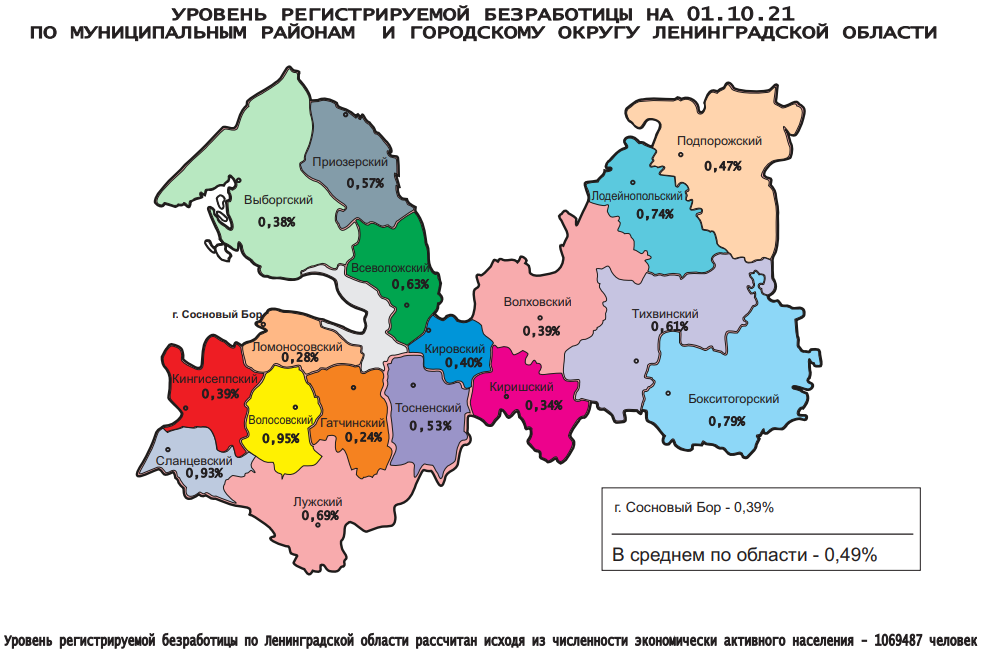 УРОВЕНЬ РЕГИСТРИРУЕМОЙ БЕЗРАБОТИЦЫ НА 01.10.21
ПО МУНИЦИПАЛЬНЫМ РАЙОНАМ И ГОРОДСКОМУ ОКРУГУ ЛЕНИНГРАДСКОЙ ОБЛАСТИ
Подпорожский
0,47%
Приозерский
0,57%
Лодейнопольский
0,74%
Выборгский
0,38%
Всеволожский
0,63%
Волховский
0,39%
Тихвинский
0,61%
г. Сосновый Бор
Ломоносовский
0,28%
Кировский
0,40%
Кингисеппский
0,39%
Киришский
0,34%
Бокситогорский
0,79%
Волосовский
0,95%
Гатчинский
0,24%
Тосненский
0,53%
Сланцевский
0,93%
Лужский
0,69%
г. Сосновый Бор - 0,39%
В среднем по области - 0,49%
Уровень регистрируемой безработицы по Ленинградской области рассчитан исходя из численности экономически активного населения - 1069487 человек